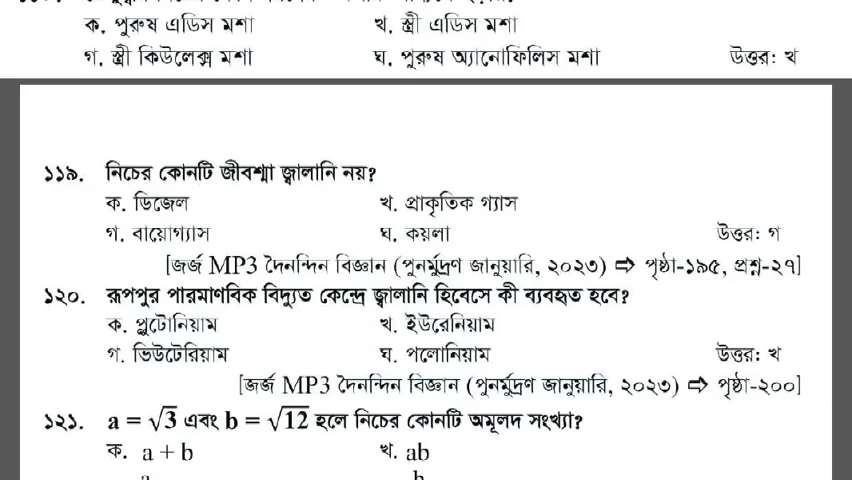 ক. পুরুষ এডিস মশা খ. স্ত্রী এডিস মশা
গ. স্ত্রী কিউলেক্স মশা ঘ. পুরুষ অ্যানোফিলিস মশা উত্তর: খ
১১৯. নিচের কোনটি জীবাশ্ম জ্বালানি নয়?
ক. ডিজেল খ. প্রাকৃতিক গ্যাস
গ. বায়োগ্যাস ঘ. কয়লা উত্তর: গ
[জর্জ MP3 দৈনন্দিন বিজ্ঞান (পুনর্মুদ্রণ জানুয়ারি, ২০২৩) ⇨ পৃষ্ঠা-১৯৫, প্রশ্ন-২৭]
১২০. রূপপুর পারমাণবিক বিদ্যুত কেন্দ্রে জ্বালানি হিবেসে কী ব্যবহৃত হবে?
ক. প্লুটোনিয়াম খ. ইউরেনিয়াম
গ. ডিউটেরিয়াম ঘ. পলোনিয়াম উত্তর: খ
[জর্জ MP3 দৈনন্দিন বিজ্ঞান (পুনর্মুদ্রণ জানুয়ারি, ২০২৩) ⇨ পৃষ্ঠা-২০০]
১২১. a = √3 এবং b = √12 হলে নিচের কোনটি অমূলদ সংখ্যা?
ক. a + b খ. ab